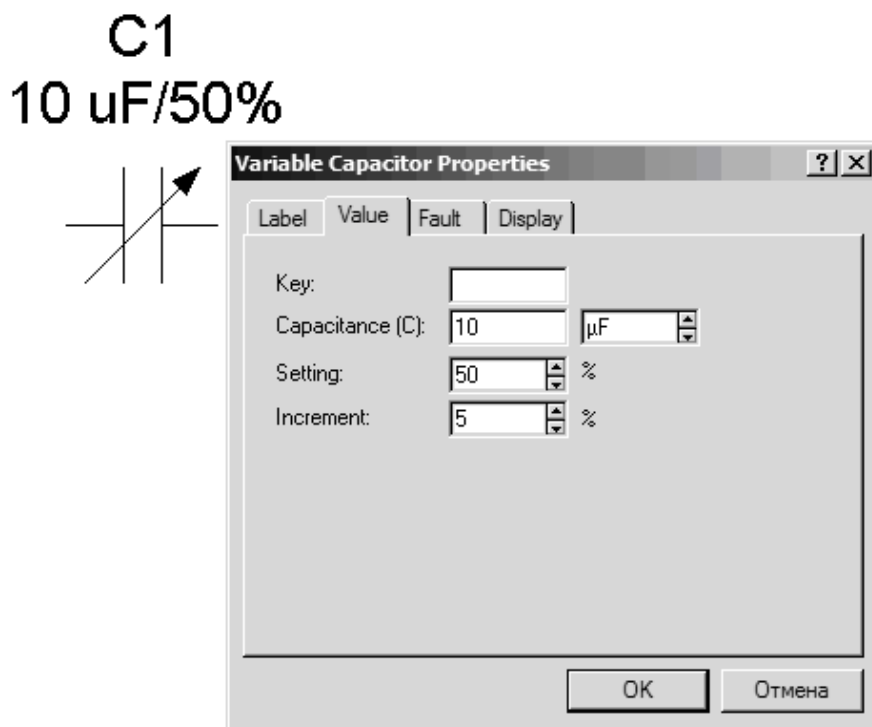 C1
10 uF/50%
Variable Capacitor Properties ? ×
Label Value Fault Display
Key:
Capacitance (C): 10 µF
Setting: 50 %
Increment: 5 %
OK Отмена